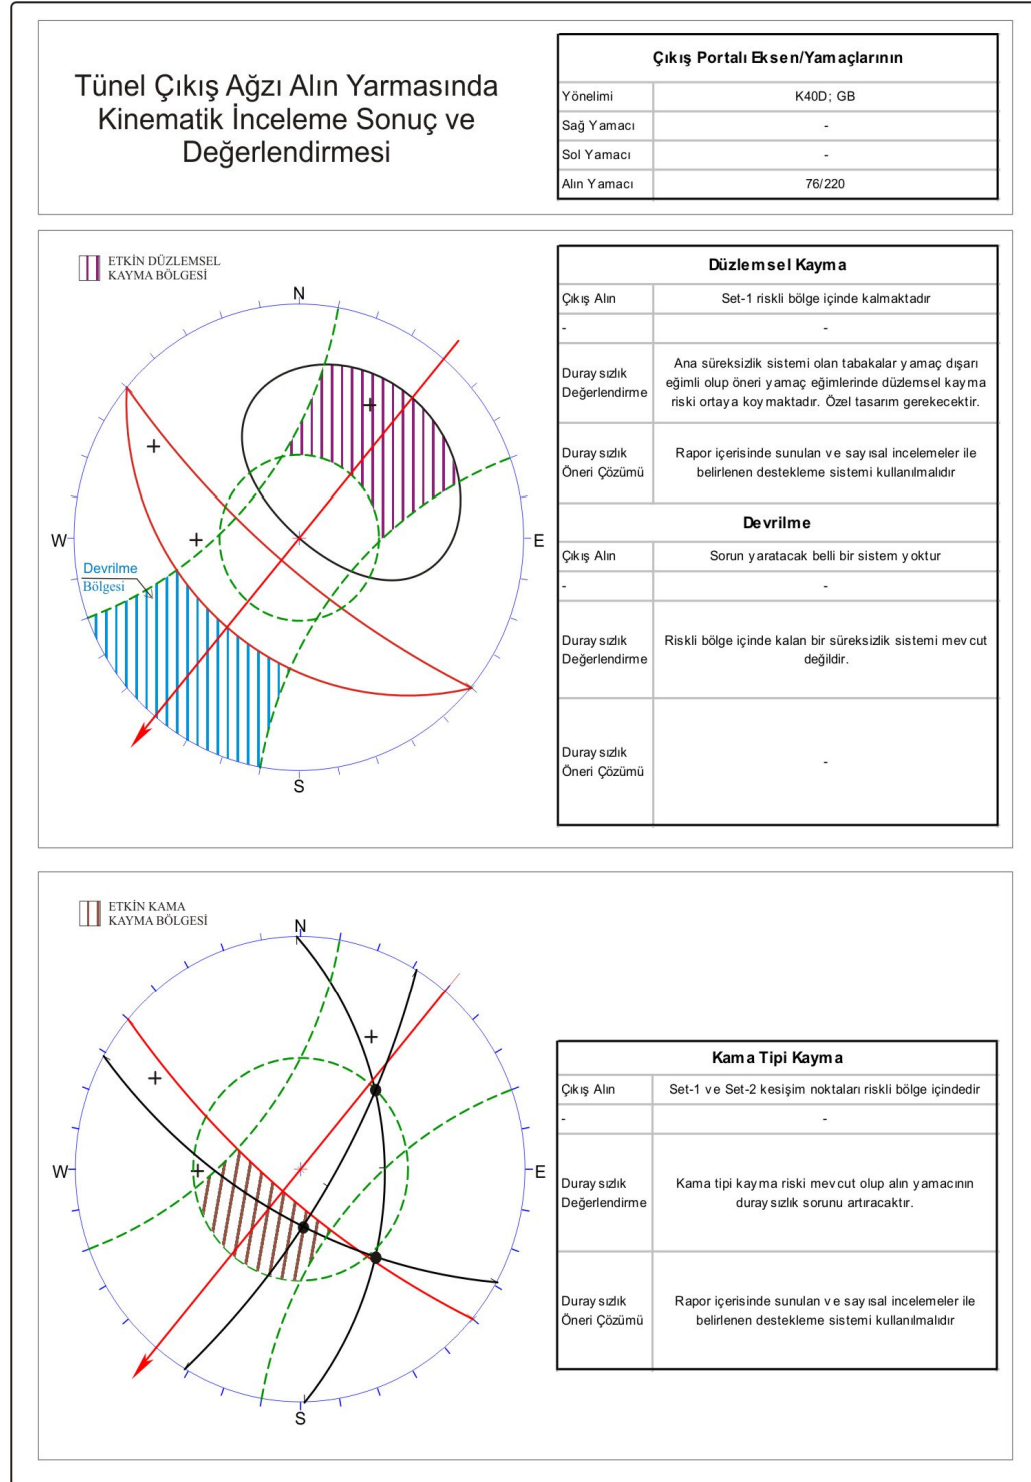 Tünel Çıkış Ağzı Alın Yarmasında
Kinematik İnceleme Sonuç ve
Değerlendirmesi
Çıkış Portalı Eksen/Yamaçlarının
Yönelimi K40D; GB
Sağ Yamacı -
Sol Yamacı -
Alın Yamacı 76/220
ETKİN DÜZLEMSEL
KAYMA BÖLGESİ
N
W
E
S
Devrilme
Bölgesi
Düzlemsel Kayma
Çıkış Alın Set-1 riskli bölge içinde kalmaktadır
- -
Duraysızlık
Değerlendirme
Ana süreksizlik sistemi olan tabakalar yamaç dışarı
eğimli olup öneri yamaç eğimlerinde düzlemsel kayma
riski ortaya koymaktadır. Özel tasarım gerekecektir.
Duraysızlık
Öneri Çözümü
Rapor içerisinde sunulan ve sayısal incelemeler ile
belirlenen destekleme sistemi kullanılmalıdır
Devrilme
Çıkış Alın Sorun yaratacak belli bir sistem yoktur
- -
Duraysızlık
Değerlendirme
Riskli bölge içinde kalan bir süreksizlik sistemi mevcut
değildir.
Duraysızlık
Öneri Çözümü
-
ETKİN KAMA
KAYMA BÖLGESİ
N
W
E
S
Kama Tipi Kayma
Çıkış Alın Set-1 ve Set-2 kesişim noktaları riskli bölge içindedir
- -
Duraysızlık
Değerlendirme
Kama tipi kayma riski mevcut olup alın yamacının
duraysızlık sorunu artıracaktır.
Duraysızlık
Öneri Çözümü
Rapor içerisinde sunulan ve sayısal incelemeler ile
belirlenen destekleme sistemi kullanılmalıdır